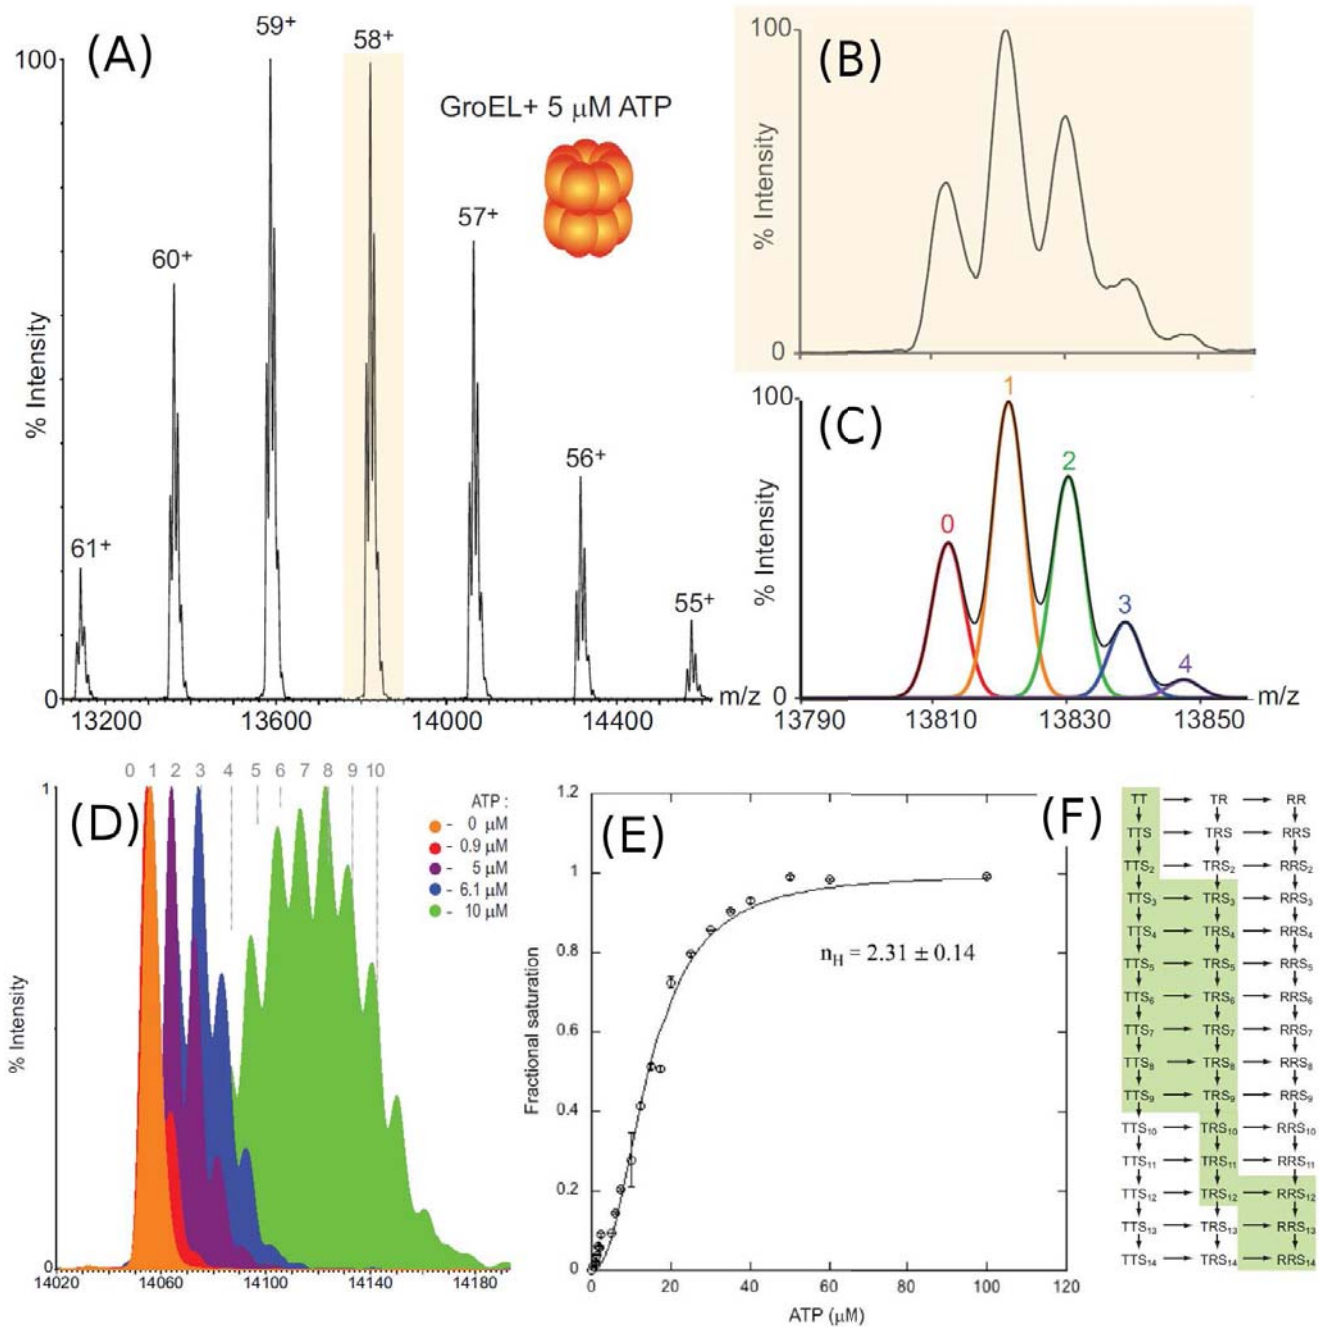 (A)
59+
58+
100
GroEL+ 5 µM ATP
57+
60+
56+
61+
55+
% Intensity
0
13200 13600 14000 14400 m/z
(B)
100
% Intensity
0
(C)
100
1
2
0
3
4
% Intensity
0
13790 13810 13830 13850 m/z
(D)
0 1 2 3 4 5 6 7 8 9 10
1
ATP :
- 0 µM
- 0.9 µM
- 5 µM
- 6.1 µM
- 10 µM
% Intensity
0
14020 14060 14100 14140 14180
(E)
1.2
1
0.8
0.6
0.4
0.2
0
Fractional saturation
nH = 2.31 ± 0.14
0 20 40 60 80 100 120
ATP (µM)
(F)
TT TR RR
TTS TRS RRS
TTS2 TRS2 RRS2
TTS3 TRS3 RRS3
TTS4 TRS4 RRS4
TTS5 TRS5 RRS5
TTS6 TRS6 RRS6
TTS7 TRS7 RRS7
TTS8 TRS8 RRS8
TTS9 TRS9 RRS9
TTS10 TRS10 RRS10
TTS11 TRS11 RRS11
TTS12 TRS12 RRS12
TTS13 TRS13 RRS13
TTS14 TRS14 RRS14